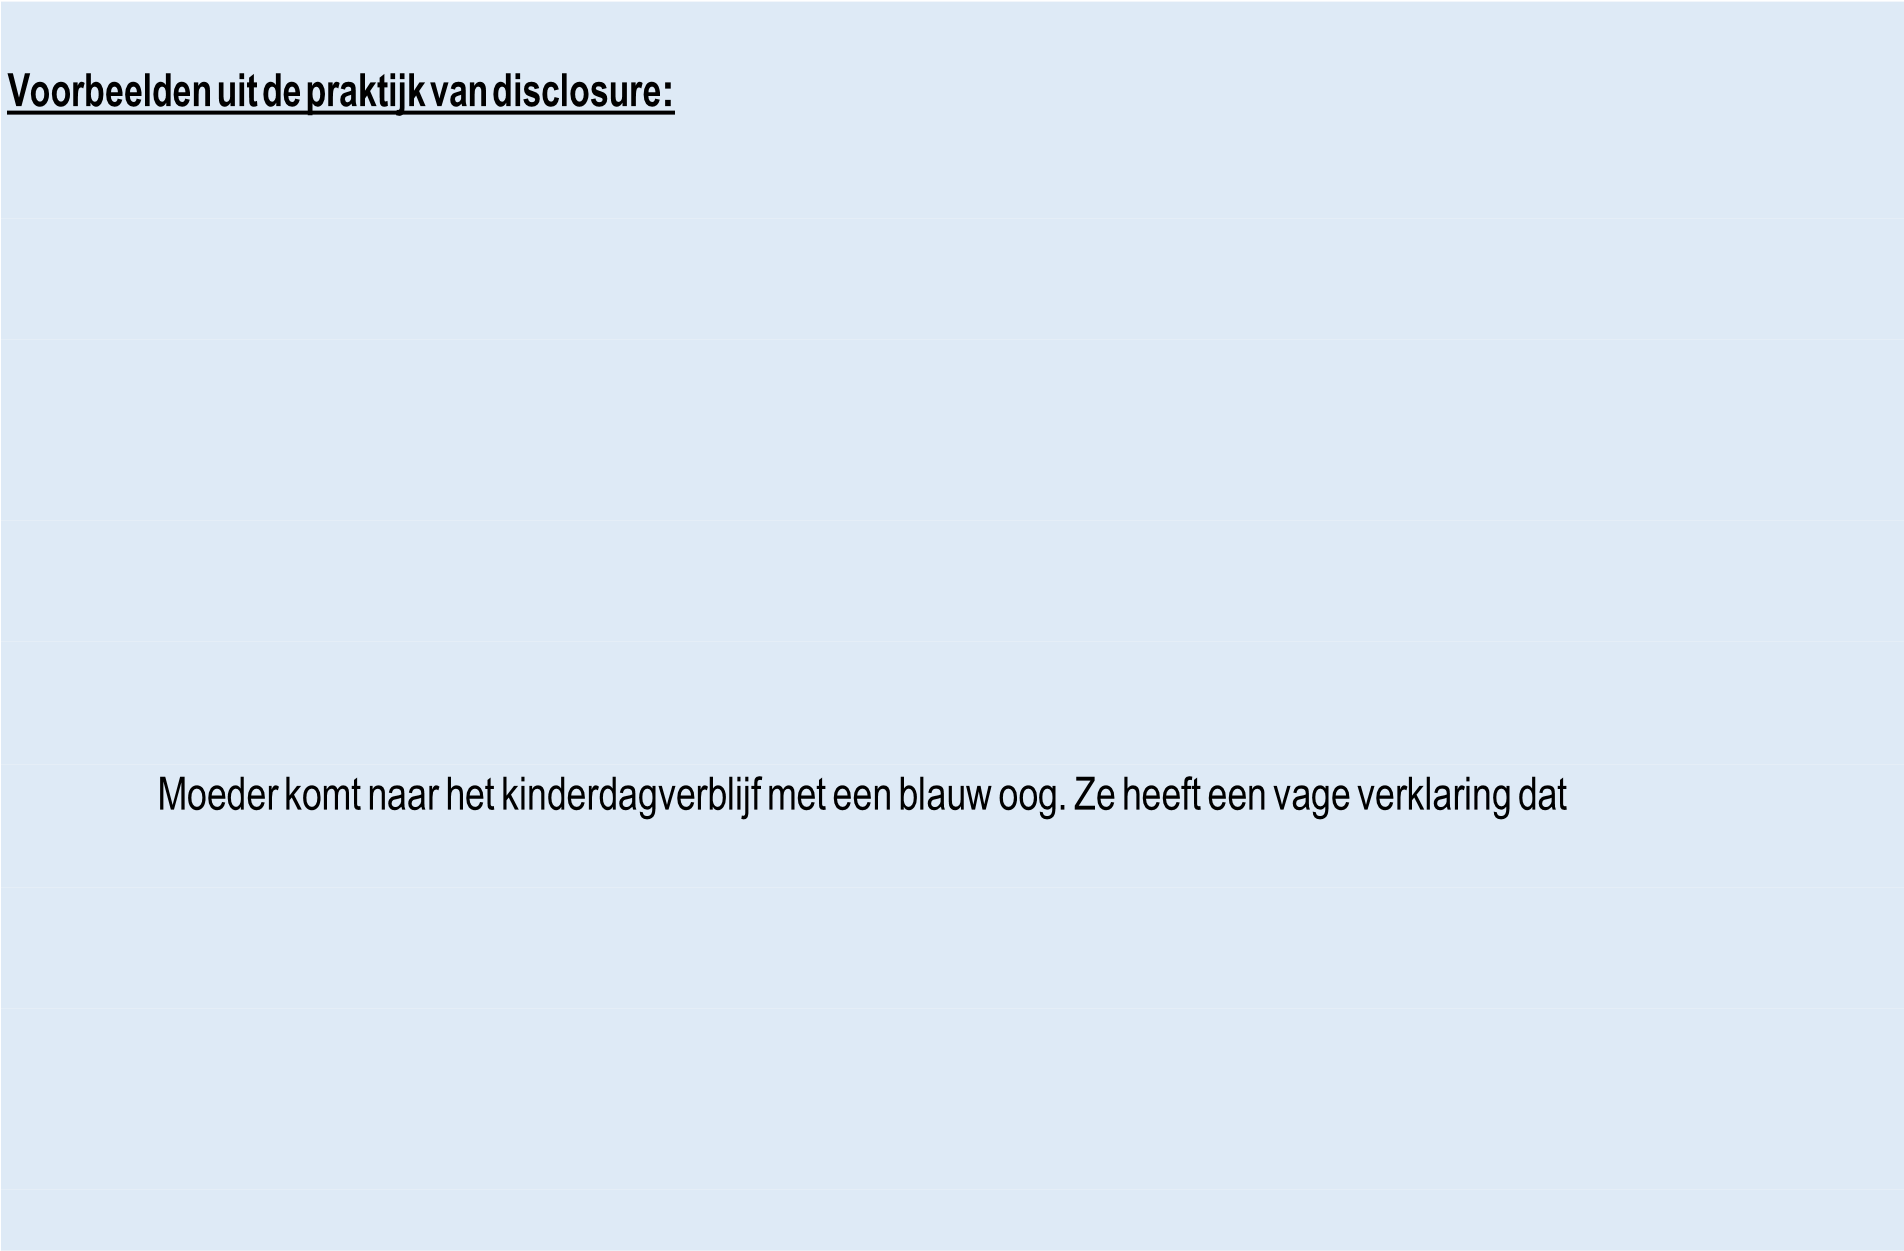 Voorbeelden uit de praktijk van disclosure:
Moeder komt naar het kinderdagverblijf met een blauw oog. Ze heeft een vage verklaring dat